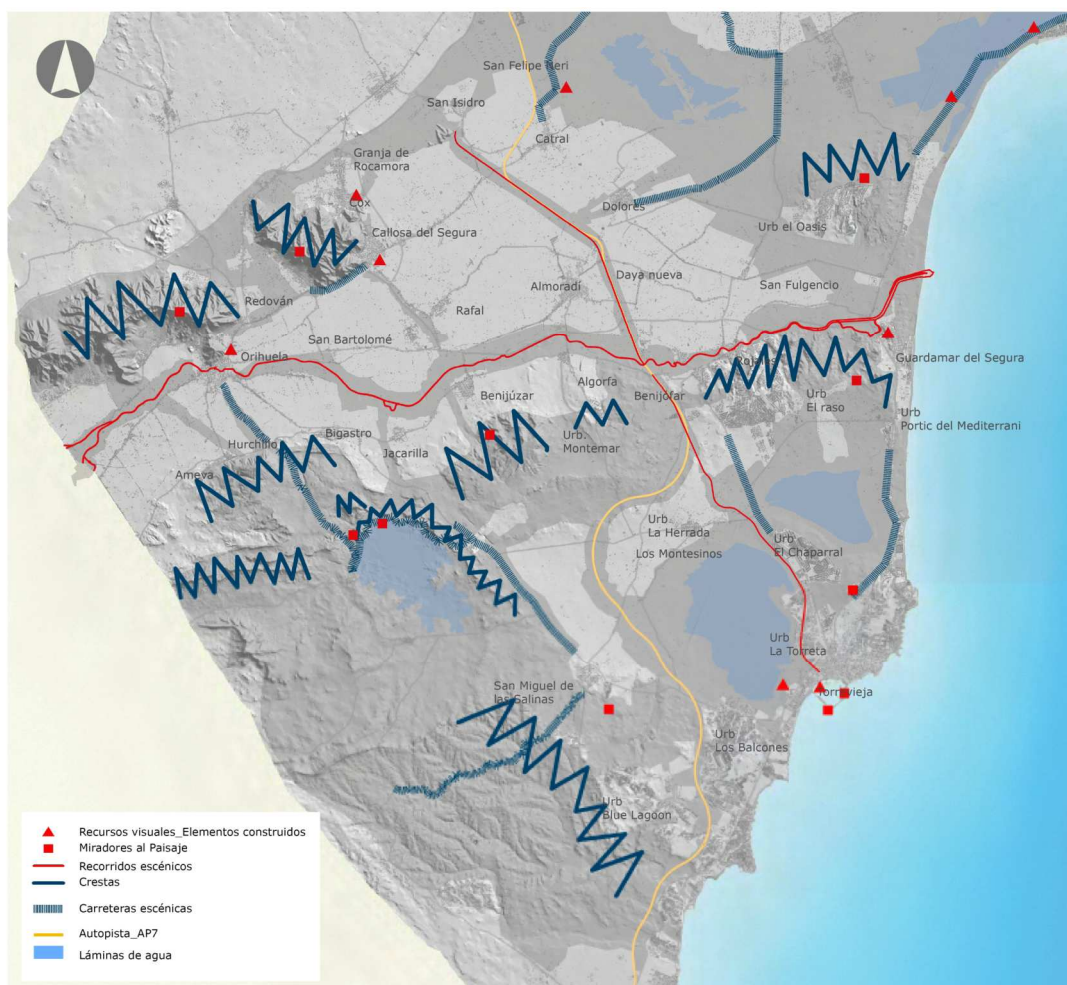 San Felipe Neri
San Isidro
Catral
Granja de
Rocamora
Cox
Dolores
Callosa del Segura
Urb el Oasis
Daya nueva
Redován
Almoradí
San Fulgencio
Rafal
San Bartolomé
Orihuela
Rojales
Guardamar del Segura
Algorfa
Benijúzar
Benijófar
Urb
El raso
Urb
Portic del Mediterrani
Bigastro
Hurchillo
Urb.
Montemar
Jacarilla
Ameva
Urb
La Herrada
Los Montesinos
Urb
El Chaparral
Urb
La Torreta
San Miguel de
las Salinas
Torrevieja
Urb
Los Balcones
Urb
Blue Lagoon
Recursos visuales_Elementos construidos
Miradores al Paisaje
Recorridos escénicos
Crestas
Carreteras escénicas
Autopista_AP7
Láminas de agua